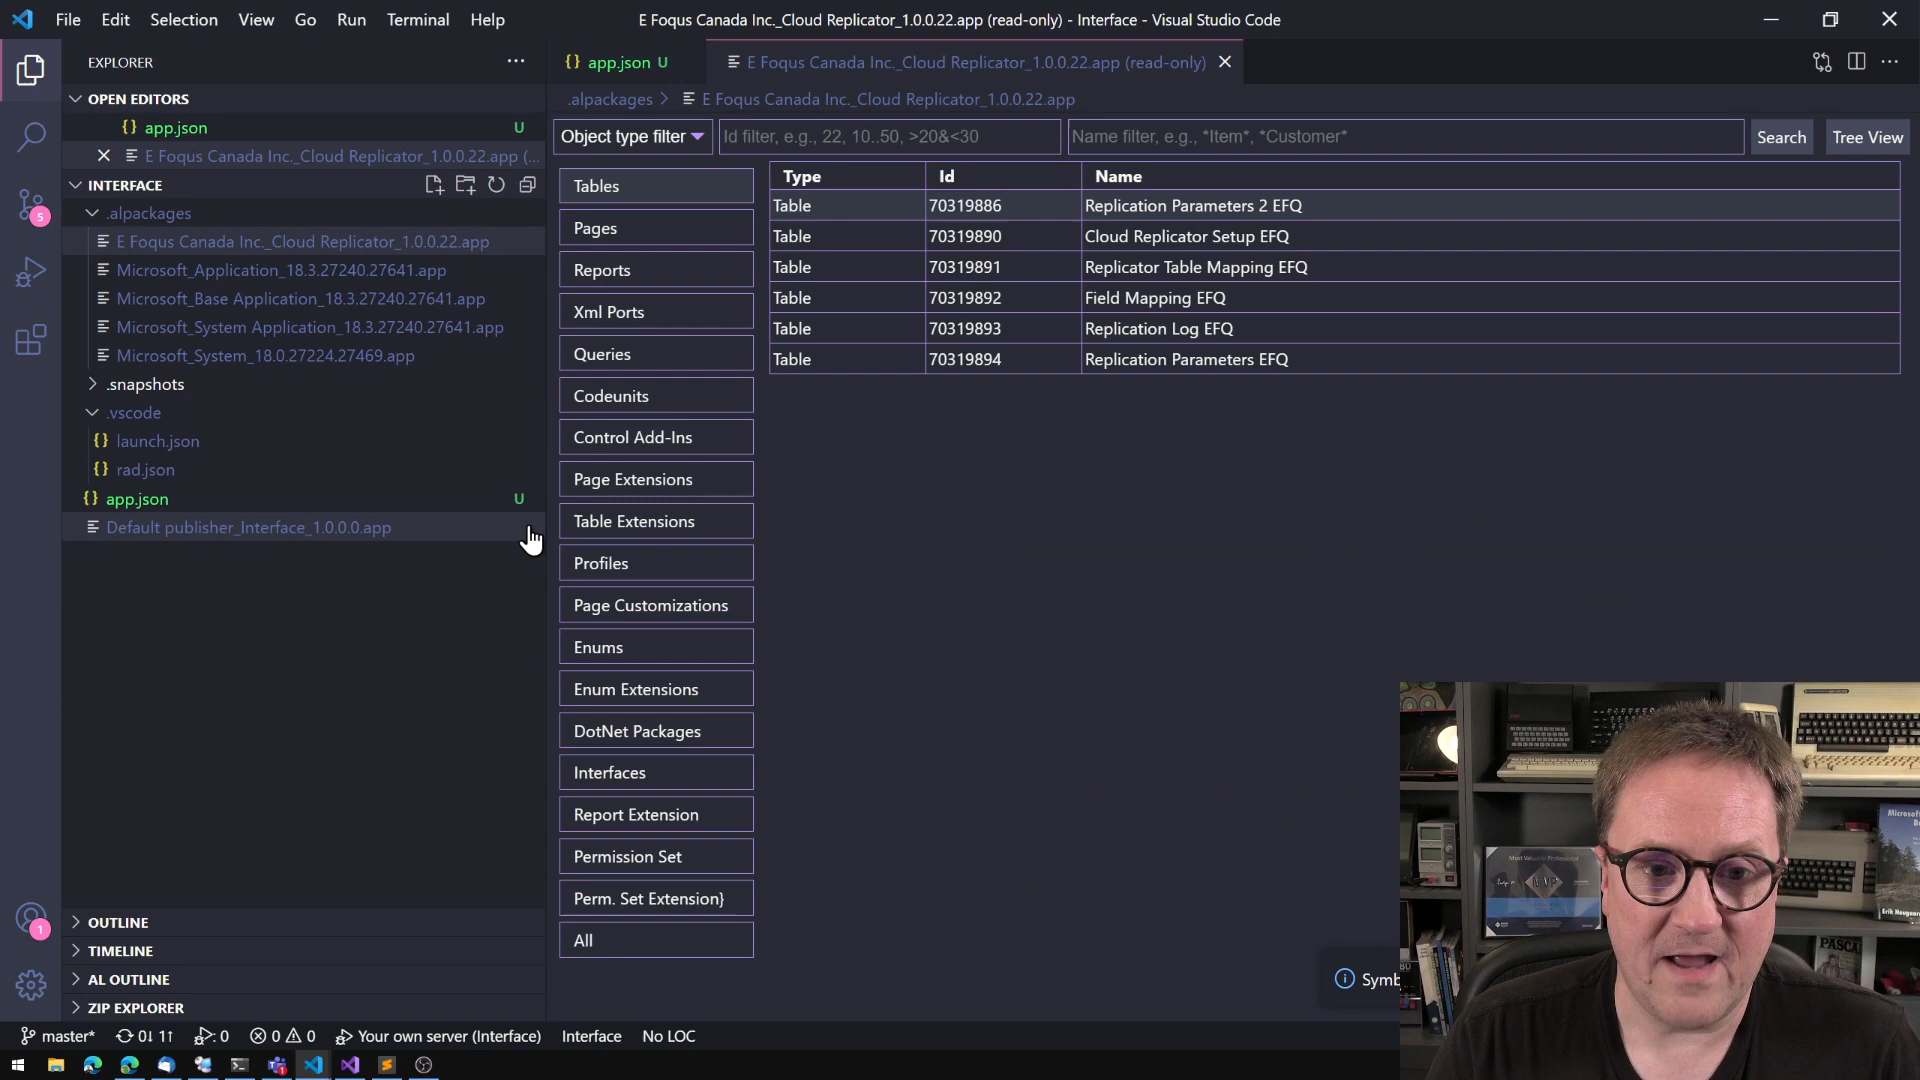 File Edit Selection View Go Run Terminal Help
E Foqus Canada Inc._Cloud Replicator_1.0.0.22.app (read-only) - Interface - Visual Studio Code
EXPLORER
{} app.json U
E Foqus Canada Inc._Cloud Replicator_1.0.0.22.app (read-only)
OPEN EDITORS
.alpackages > E Foqus Canada Inc._Cloud Replicator_1.0.0.22.app
{} app.json U
E Foqus Canada Inc._Cloud Replicator_1.0.0.22.app (...
Object type filter
Id filter, e.g., 22, 10..50, >20&<30
Name filter, e.g., *Item*, *Customer*
Search
Tree View
INTERFACE
.alpackages
E Foqus Canada Inc._Cloud Replicator_1.0.0.22.app
Microsoft_Application_18.3.27240.27641.app
Microsoft_Base Application_18.3.27240.27641.app
Microsoft_System Application_18.3.27240.27641.app
Microsoft_System_18.0.27224.27469.app
.snapshots
.vscode
{} launch.json
{} rad.json
{} app.json U
Default publisher_Interface_1.0.0.0.app
Tables
Pages
Reports
Xml Ports
Queries
Codeunits
Control Add-Ins
Page Extensions
Table Extensions
Profiles
Page Customizations
Enums
Enum Extensions
DotNet Packages
Interfaces
Report Extension
Permission Set
Perm. Set Extension}
All
Type Id Name
Table 70319886 Replication Parameters 2 EFQ
Table 70319890 Cloud Replicator Setup EFQ
Table 70319891 Replicator Table Mapping EFQ
Table 70319892 Field Mapping EFQ
Table 70319893 Replication Log EFQ
Table 70319894 Replication Parameters EFQ
5
1
OUTLINE
TIMELINE
AL OUTLINE
ZIP EXPLORER
Symb
Most Valued Professional
MVP
Microsof
Erik Hougaar
PASCAL
master* 0↓ 1↑ : 0 0 0 Your own server (Interface) Interface No LOC